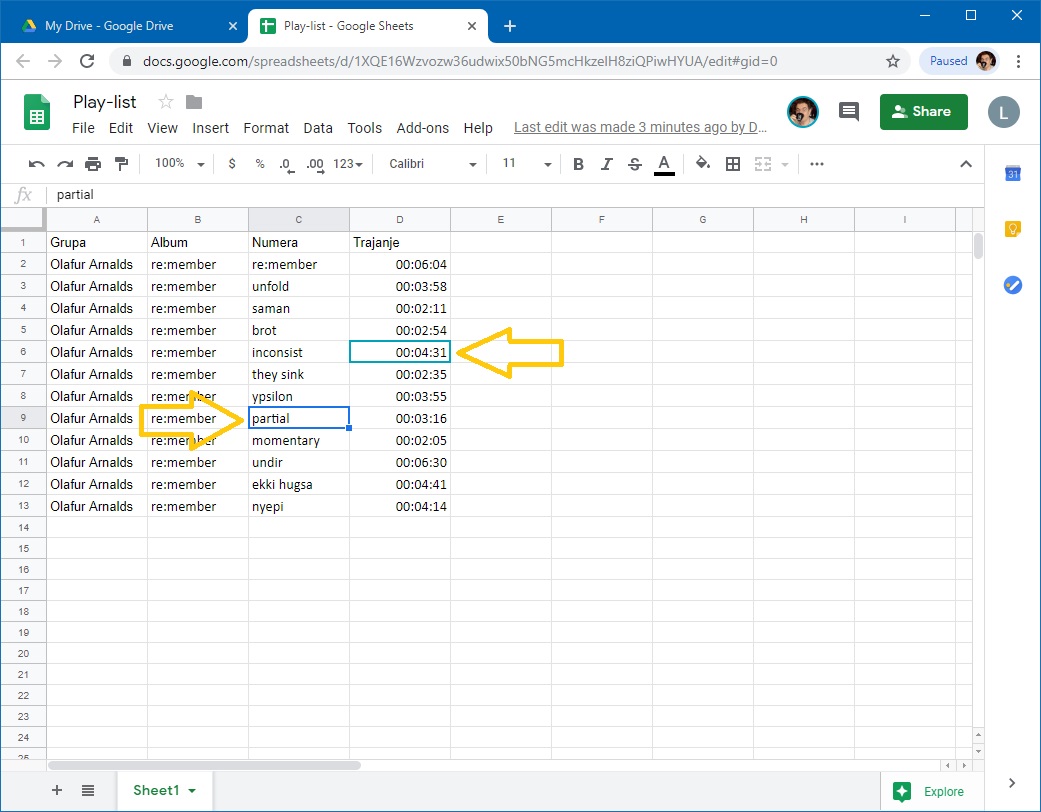 My Drive - Google Drive
Play-list - Google Sheets
docs.google.com/spreadsheets/d/1XQE16Wzvozw36udwix50bNG5mcHkzeIH8ziQPiwHYUA/edit#gid=0
Paused
Play-list
File Edit View Insert Format Data Tools Add-ons Help Last edit was made 3 minutes ago by D...
Share
L
100% $ % .0 .00 123 Calibri 11 B I S A
31
fx partial
A B C D E F G H I
1 Grupa Album Numera Trajanje
2 Olafur Arnalds re:member re:member 00:06:04
3 Olafur Arnalds re:member unfold 00:03:58
4 Olafur Arnalds re:member saman 00:02:11
5 Olafur Arnalds re:member brot 00:02:54
6 Olafur Arnalds re:member inconsist 00:04:31
7 Olafur Arnalds re:member they sink 00:02:35
8 Olafur Arnalds re:member ypsilon 00:03:55
9 Olafur Arnalds re:member partial 00:03:16
10 Olafur Arnalds re:member momentary 00:02:05
11 Olafur Arnalds re:member undir 00:06:30
12 Olafur Arnalds re:member ekki hugsa 00:04:41
13 Olafur Arnalds re:member nyepi 00:04:14
14
15
16
17
18
19
20
21
22
23
24
25
Sheet1
Explore